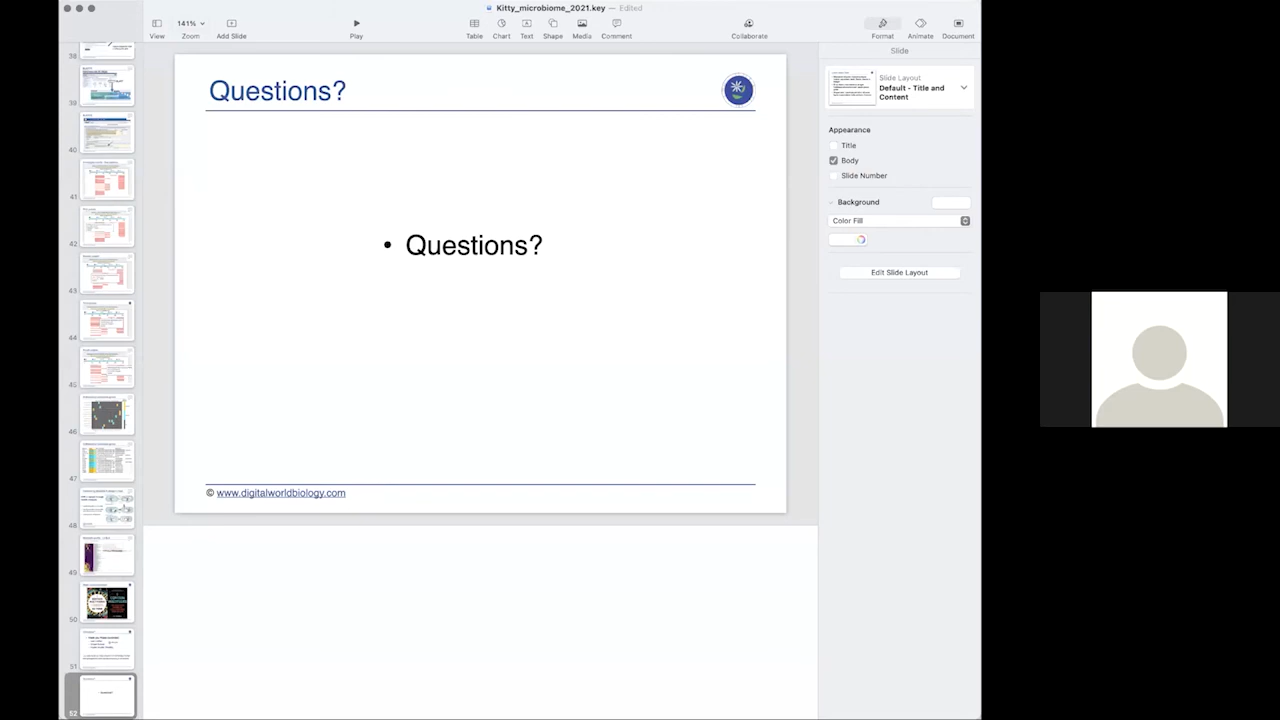 Kitty_microbiome_2021.key — Edited
141%
View
Zoom
Add Slide
Play
Table
Chart
Text
Shape
Media
Comment
Collaborate
Format
Animate
Document
Slide
38
39
40
41
42
43
44
45
46
47
48
49
50
51
52
Questions?
• Questions?
© www.digitalworldbiology.com
Slide Layout
Default - Title and
Content
Appearance
Title
Body
Slide Number
Background
Color Fill
Edit Slide Layout